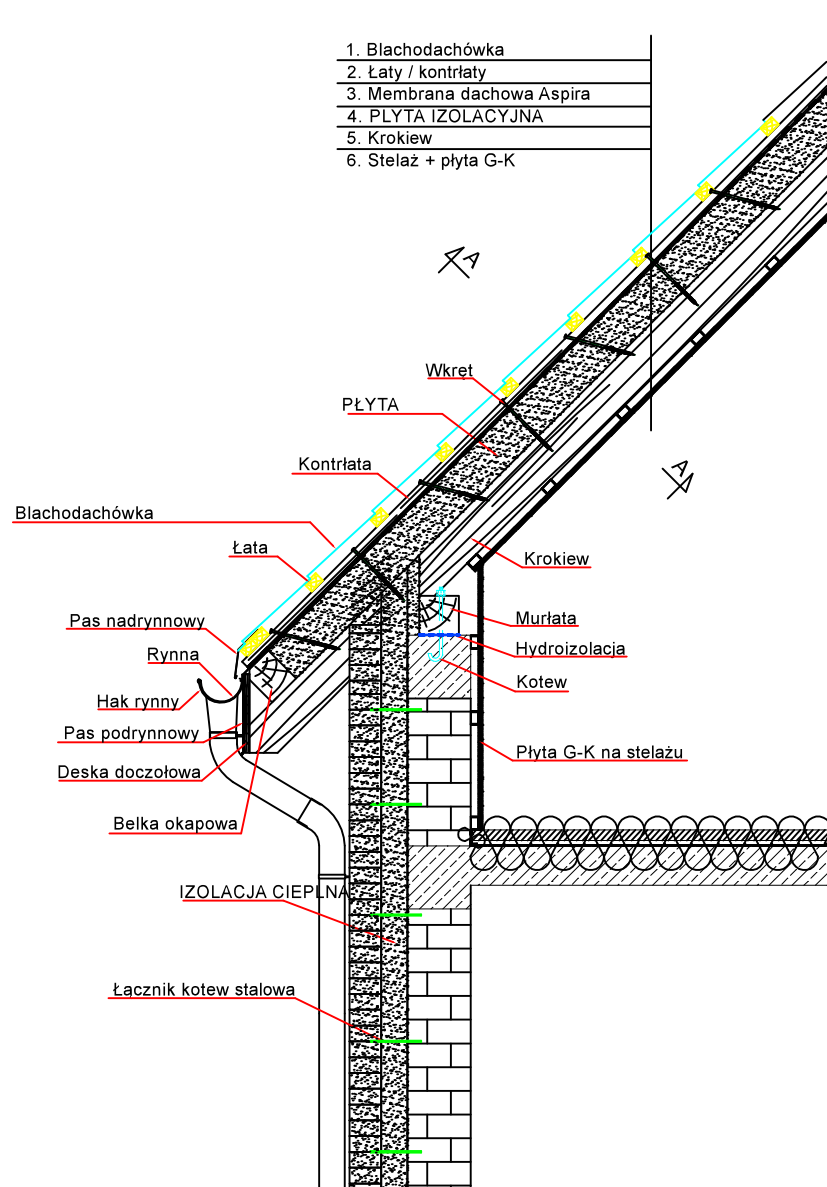 1. Blachodachówka
2. Łaty / kontrłaty
3. Membrana dachowa Aspira
4. PLYTA IZOLACYJNA
5. Krokiew
6. Stelaż + płyta G-K
A
Wkręt
PŁYTA
Kontrłata
A
Blachodachówka
Łata
Krokiew
Pas nadrynnowy
Murłata
Rynna
Hydroizolacja
Kotew
Hak rynny
Pas podrynnowy
Płyta G-K na stelażu
Deska doczołowa
Belka okapowa
IZOLACJA CIEPLNA
Łącznik kotew stalowa